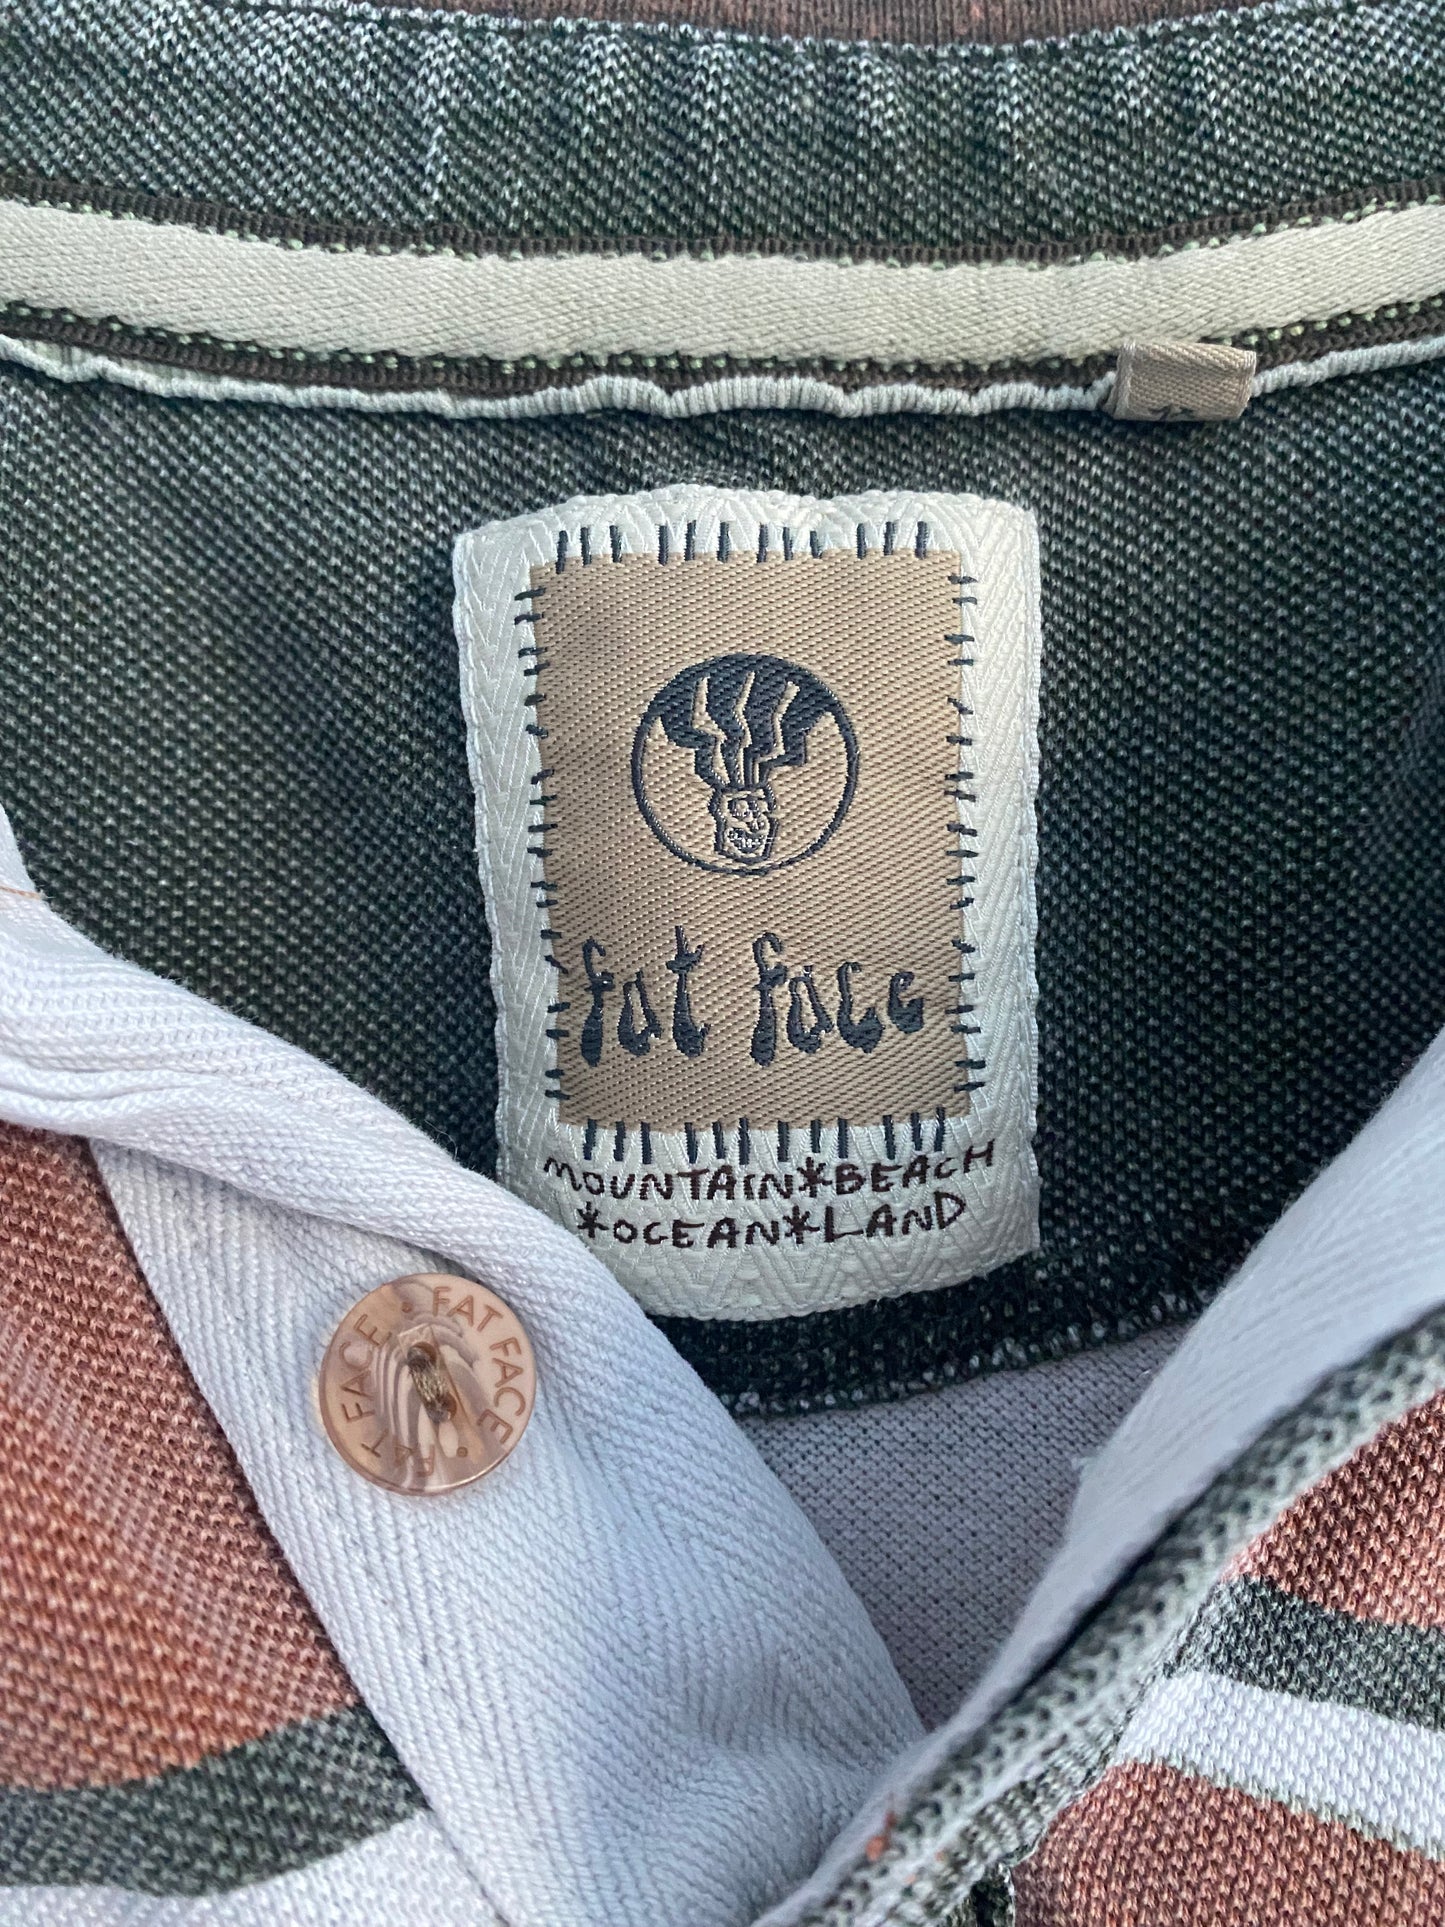 fat face
MOUNTAIN*BEACH
*OCEAN*LAND
FAT FACE • FAT FACE •